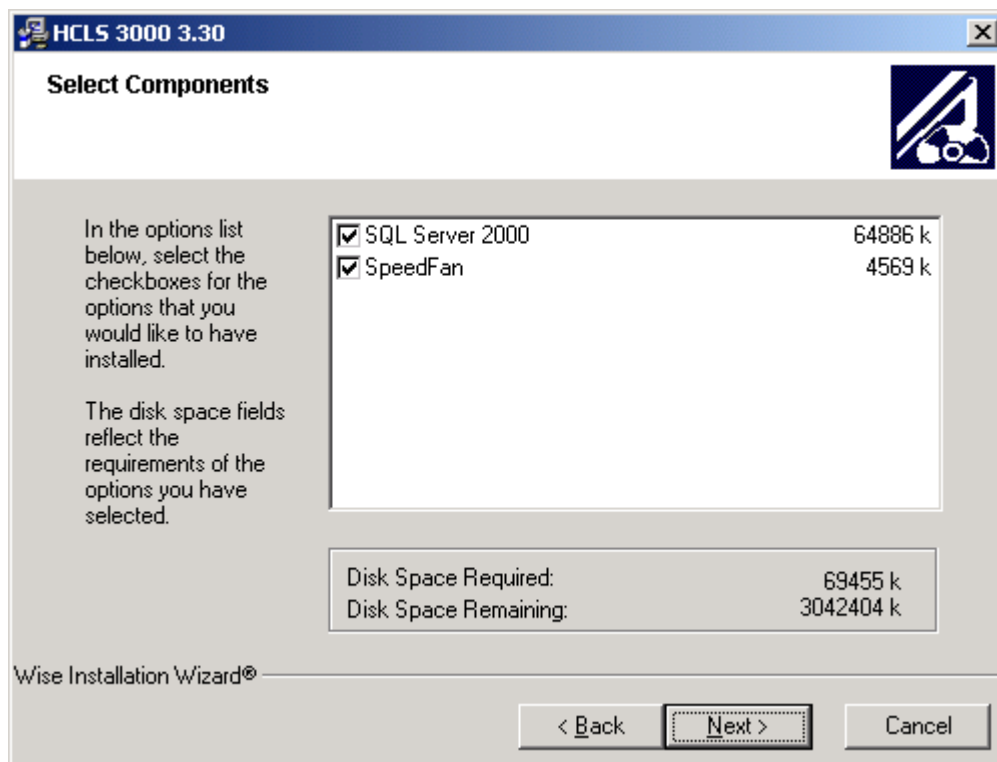 HCLS 3000 3.30
Select Components
In the options list
below, select the
checkboxes for the
options that you
would like to have
installed.
The disk space fields
reflect the
requirements of the
options you have
selected.
SQL Server 2000 64886 k
SpeedFan 4569 k
Disk Space Required: 69455 k
Disk Space Remaining: 3042404 k
Wise Installation Wizard®
< Back Next > Cancel